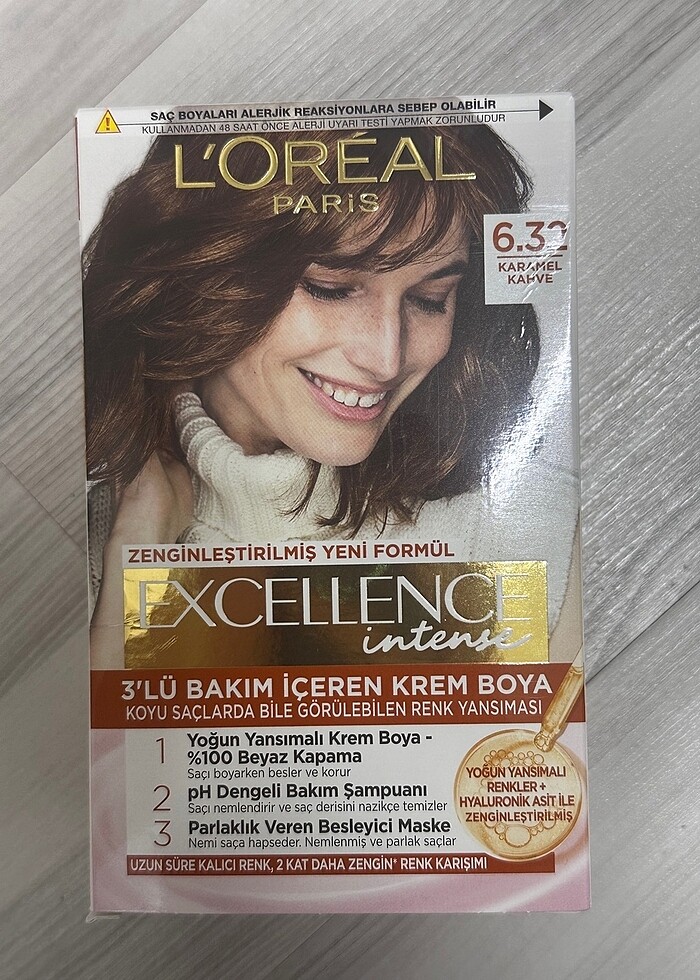 SAÇ BOYALARI ALERJİK REAKSİYONLARA SEBEP OLABİLİR
KULLANMADAN 48 SAAT ÖNCE ALERJİ UYARI TESTİ YAPMAK ZORUNLUDUR
L'ORÉAL
PARİS
6.32
KARAMEL
KAHVE
ZENGİNLEŞTİRİLMİŞ YENİ FORMÜL
EXCELLENCE
intense
3'LÜ BAKIM İÇEREN KREM BOYA
KOYU SAÇLARDA BİLE GÖRÜLEBİLEN RENK YANSIMASI
1 Yoğun Yansımalı Krem Boya -
%100 Beyaz Kapama
Saçı boyarken besler ve korur
2 pH Dengeli Bakım Şampuanı
Saçı nemlendirir ve saç derisini nazikçe temizler
3 Parlaklık Veren Besleyici Maske
Nemi saça hapseder. Nemlenmiş ve parlak saçlar
YOĞUN YANSIMALI
RENKLER +
HYALURONİK ASİT İLE
ZENGİNLEŞTİRİLMİŞ
UZUN SÜRE KALICI RENK, 2 KAT DAHA ZENGİN* RENK KARIŞIMI